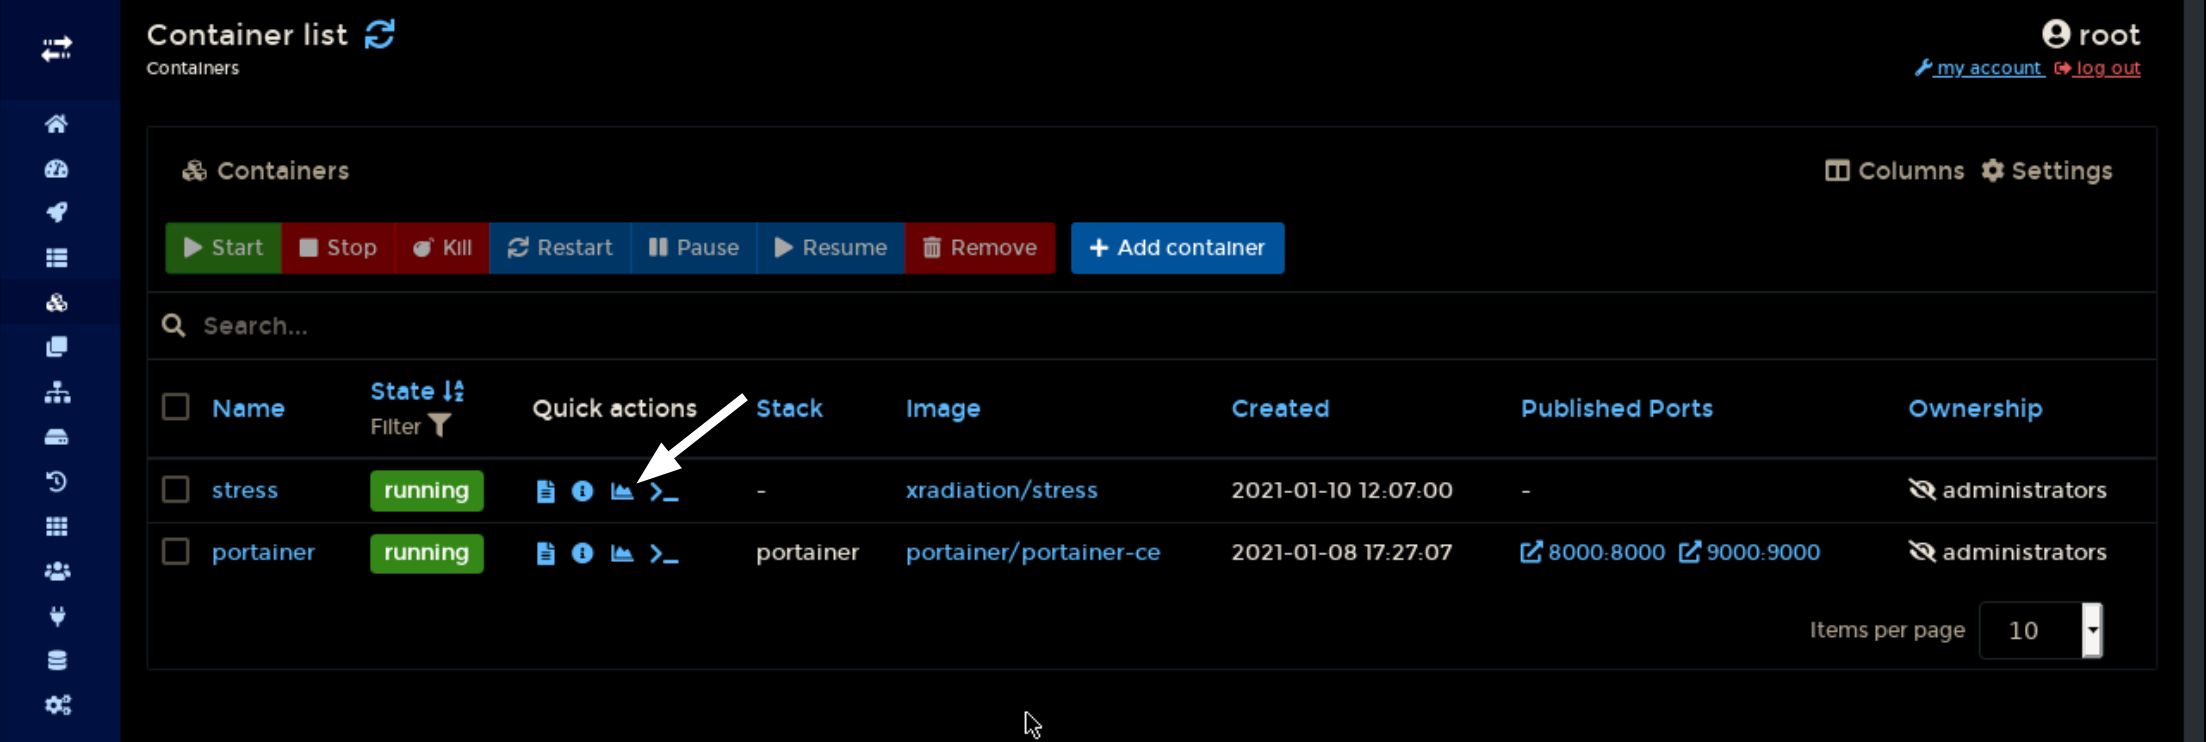 Container list
Containers
root
my account log out
Containers
Columns Settings
Start Stop Kill Restart Pause Resume Remove Add container
Search...
Name State Filter Quick actions Stack Image Created Published Ports Ownership
stress running - xradiation/stress 2021-01-10 12:07:00 - administrators
portainer running portainer portainer/portainer-ce 2021-01-08 17:27:07 8000:8000 9000:9000 administrators
Items per page 10